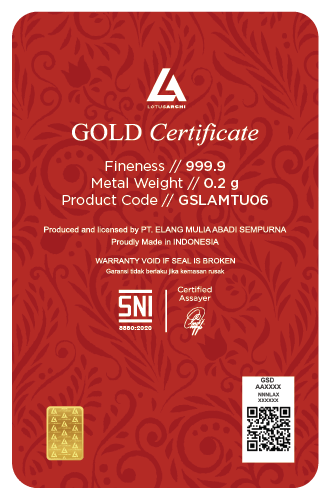 LOTUSARCHI
GOLD Certificate
Fineness // 999.9
Metal Weight // 0.2 g
Product Code // GSLAMTU06
Produced and licensed by PT. ELANG MULIA ABADI SEMPURNA
Proudly Made in INDONESIA
WARRANTY VOID IF SEAL IS BROKEN
Garansi tidak berlaku jika kemasan rusak
SNI
8880:2020
Certified
Assayer
GSD
AAXXXX
NNNLAX
XXXXXX